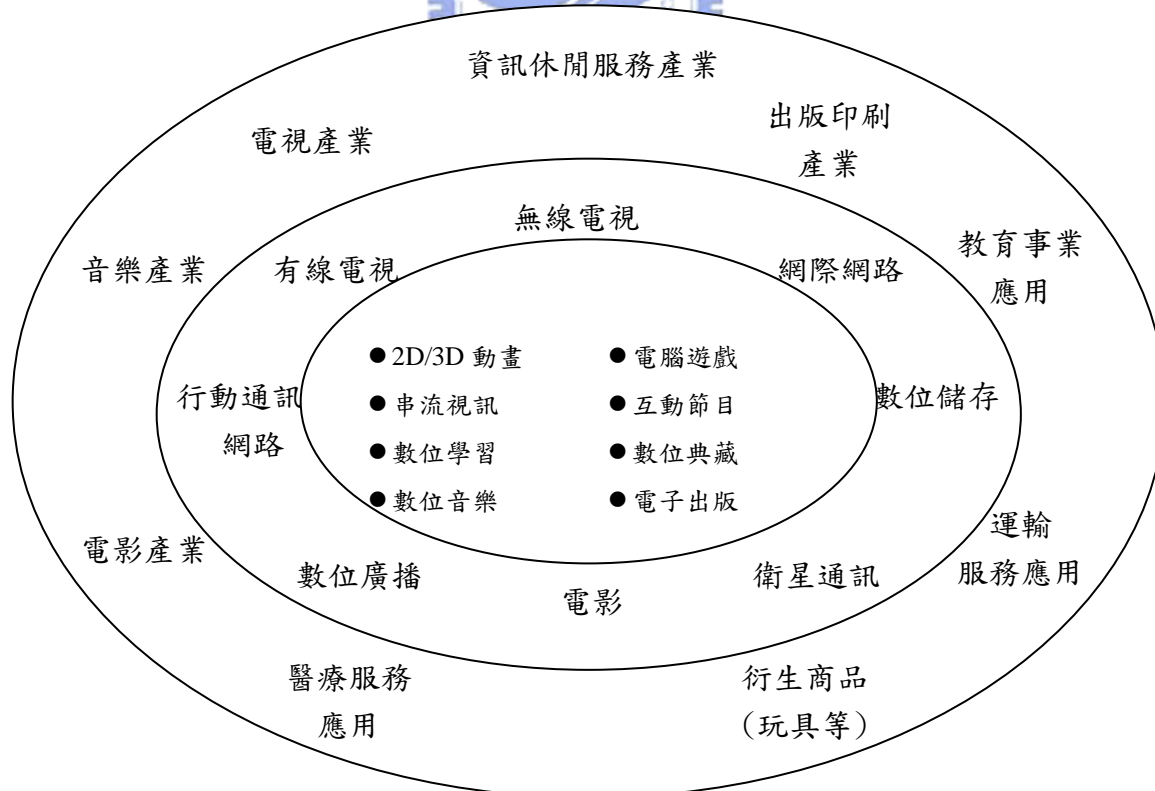 資訊休閒服務產業
電視產業
出版印刷
產業
無線電視
音樂產業
有線電視
網際網路
教育事業
應用
●2D/3D 動畫
●電腦遊戲
行動通訊
網路
●串流視訊
●互動節目
數位儲存
●數位學習
●數位典藏
●數位音樂
●電子出版
電影產業
運輸
服務應用
數位廣播
電影
衛星通訊
醫療服務
應用
衍生商品
（玩具等）